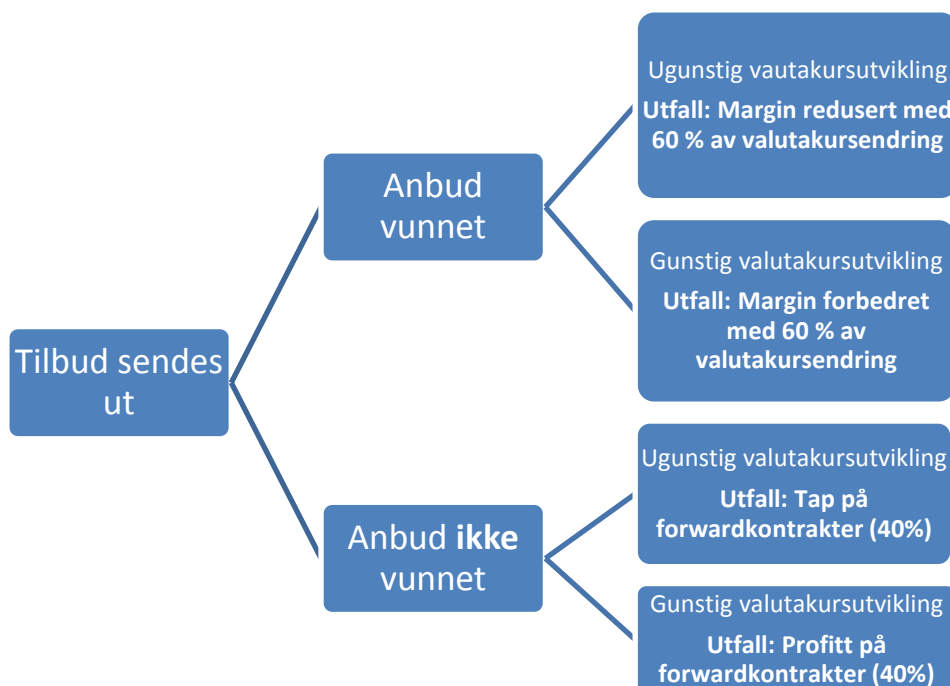 Tilbud sendes
ut
Anbud
vunnet
Ugunstig vautakursutvikling
Utfall: Margin redusert med
60 % av valutakursendring
Gunstig valutakursutvikling
Utfall: Margin forbedret
med 60 % av
valutakursendring
Anbud ikke
vunnet
Ugunstig valutakursutvikling
Utfall: Tap på
forwardkontrakter (40%)
Gunstig valutakursutvikling
Utfall: Profitt på
forwardkontrakter (40%)